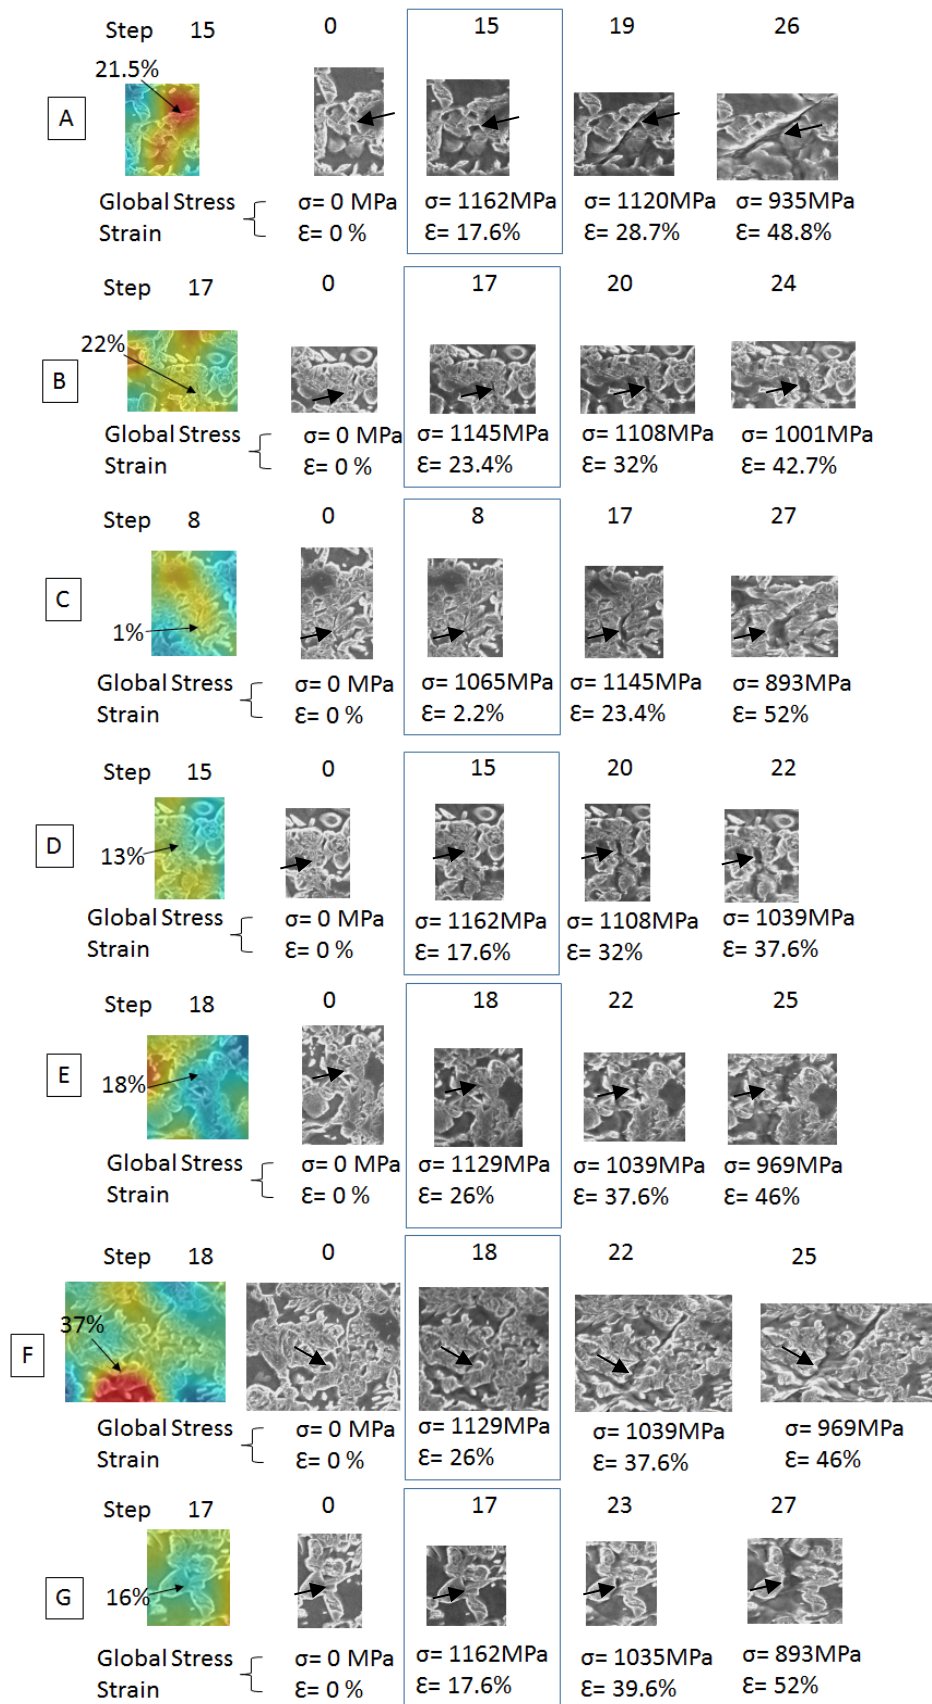 Step 15 0 15 19 26
21.5%
A
Global Stress σ= 0 MPa σ= 1162MPa σ= 1120MPa σ= 935MPa
Strain Ɛ= 0 % Ɛ= 17.6% Ɛ= 28.7% Ɛ= 48.8%
Step 17 0 17 20 24
22%
B
Global Stress σ= 0 MPa σ= 1145MPa σ= 1108MPa σ= 1001MPa
Strain Ɛ= 0 % Ɛ= 23.4% Ɛ= 32% Ɛ= 42.7%
Step 8 0 8 17 27
C
1%
Global Stress σ= 0 MPa σ= 1065MPa σ= 1145MPa σ= 893MPa
Strain Ɛ= 0 % Ɛ= 2.2% Ɛ= 23.4% Ɛ= 52%
Step 15 0 15 20 22
D
13%
Global Stress σ= 0 MPa σ= 1162MPa σ= 1108MPa σ= 1039MPa
Strain Ɛ= 0 % Ɛ= 17.6% Ɛ= 32% Ɛ= 37.6%
Step 18 0 18 22 25
E
18%
Global Stress σ= 0 MPa σ= 1129MPa σ= 1039MPa σ= 969MPa
Strain Ɛ= 0 % Ɛ= 26% Ɛ= 37.6% Ɛ= 46%
Step 18 0 18 22 25
37%
F
Global Stress σ= 0 MPa σ= 1129MPa σ= 1039MPa σ= 969MPa
Strain Ɛ= 0 % Ɛ= 26% Ɛ= 37.6% Ɛ= 46%
Step 17 0 17 23 27
G
16%
Global Stress σ= 0 MPa σ= 1162MPa σ= 1035MPa σ= 893MPa
Strain Ɛ= 0 % Ɛ= 17.6% Ɛ= 39.6% Ɛ= 52%